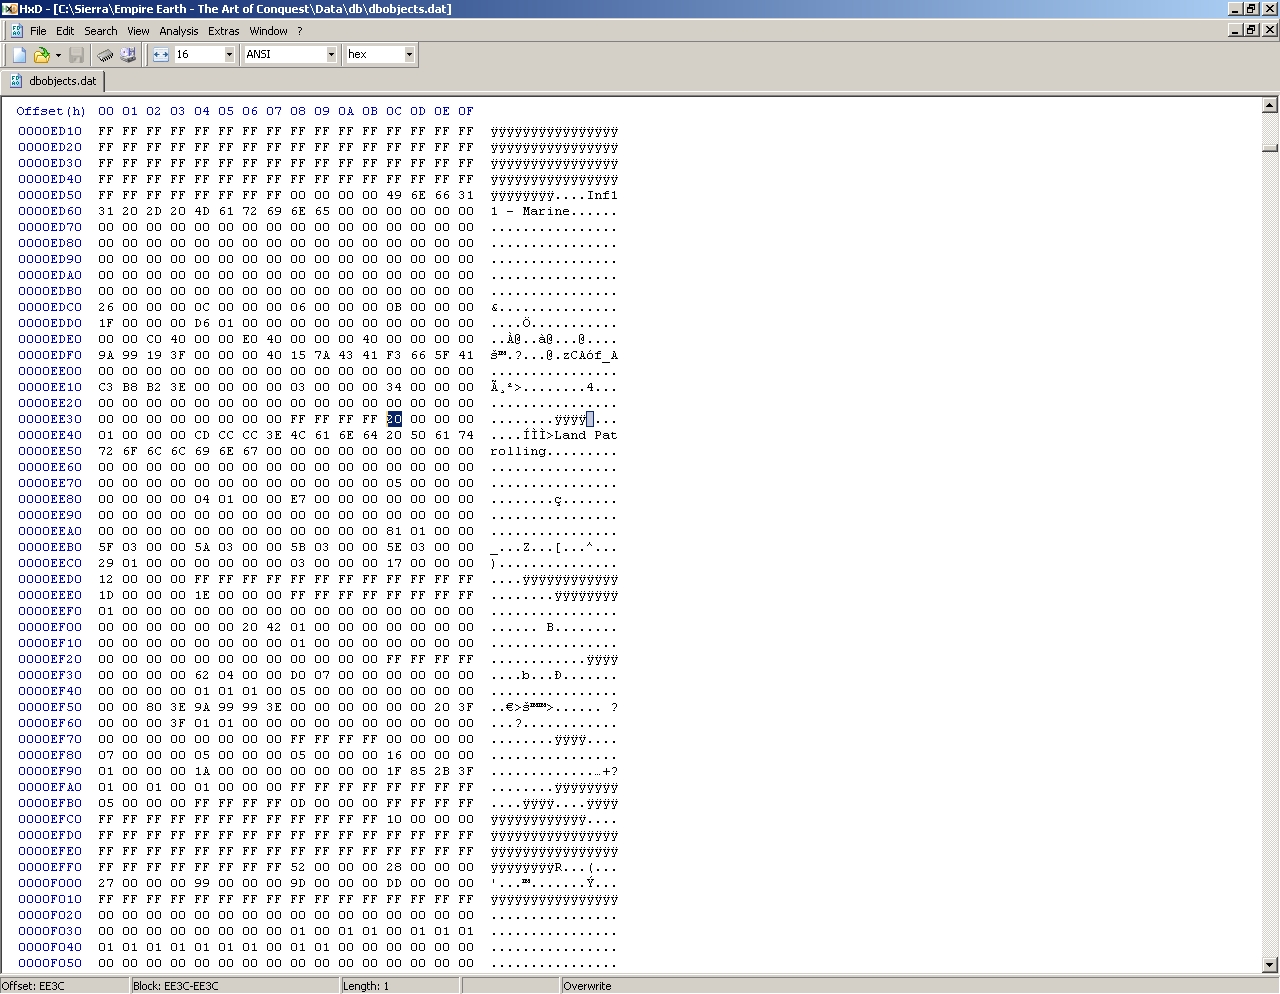 HxD - [C:\Sierra\Empire Earth - The Art of Conquest\Data\db\dbobjects.dat]
File Edit Search View Analysis Extras Window ?
16 ANSI hex
dbobjects.dat
Offset(h) 00 01 02 03 04 05 06 07 08 09 0A 0B 0C 0D 0E 0F
0000ED10 FF FF FF FF FF FF FF FF FF FF FF FF FF FF FF FF ÿÿÿÿÿÿÿÿÿÿÿÿÿÿÿÿ
0000ED20 FF FF FF FF FF FF FF FF FF FF FF FF FF FF FF FF ÿÿÿÿÿÿÿÿÿÿÿÿÿÿÿÿ
0000ED30 FF FF FF FF FF FF FF FF FF FF FF FF FF FF FF FF ÿÿÿÿÿÿÿÿÿÿÿÿÿÿÿÿ
0000ED40 FF FF FF FF FF FF FF FF FF FF FF FF FF FF FF FF ÿÿÿÿÿÿÿÿÿÿÿÿÿÿÿÿ
0000ED50 FF FF FF FF FF FF FF FF 00 00 00 00 49 6E 66 31 ÿÿÿÿÿÿÿÿ....Inf1
0000ED60 31 20 2D 20 4D 61 72 69 6E 65 00 00 00 00 00 00 1 - Marine......
0000ED70 00 00 00 00 00 00 00 00 00 00 00 00 00 00 00 00 ................
0000ED80 00 00 00 00 00 00 00 00 00 00 00 00 00 00 00 00 ................
0000ED90 00 00 00 00 00 00 00 00 00 00 00 00 00 00 00 00 ................
0000EDA0 00 00 00 00 00 00 00 00 00 00 00 00 00 00 00 00 ................
0000EDB0 00 00 00 00 00 00 00 00 00 00 00 00 00 00 00 00 ................
0000EDC0 26 00 00 00 0C 00 00 00 06 00 00 00 0B 00 00 00 &...............
0000EDD0 1F 00 00 00 D6 01 00 00 00 00 00 00 00 00 00 00 ....Ö...........
0000EDE0 00 00 C0 40 00 00 E0 40 00 00 00 40 00 00 00 00 ..À@..à@...@....
0000EDF0 9A 99 19 3F 00 00 00 40 15 7A 43 41 F3 66 5F 41 š™.?...@.zCAóf_A
0000EE00 00 00 00 00 00 00 00 00 00 00 00 00 00 00 00 00 ................
0000EE10 C3 B8 B2 3E 00 00 00 00 03 00 00 00 34 00 00 00 Ã¸²>........4...
0000EE20 00 00 00 00 00 00 00 00 00 00 00 00 00 00 00 00 ................
0000EE30 00 00 00 00 00 00 00 00 FF FF FF FF 20 00 00 00 ........ÿÿÿÿ ...
0000EE40 01 00 00 00 CD CC CC 3E 4C 61 6E 64 20 50 61 74 ....ÍÌÌ>Land Pat
0000EE50 72 6F 6C 6C 69 6E 67 00 00 00 00 00 00 00 00 00 rolling.........
0000EE60 00 00 00 00 00 00 00 00 00 00 00 00 00 00 00 00 ................
0000EE70 00 00 00 00 00 00 00 00 00 00 00 00 05 00 00 00 ................
0000EE80 00 00 00 00 04 01 00 00 E7 00 00 00 00 00 00 00 ........ç.......
0000EE90 00 00 00 00 00 00 00 00 00 00 00 00 00 00 00 00 ................
0000EEA0 00 00 00 00 00 00 00 00 00 00 00 00 81 01 00 00 ................
0000EEB0 5F 03 00 00 5A 03 00 00 5B 03 00 00 5E 03 00 00 _...Z...[...^...
0000EEC0 29 01 00 00 00 00 00 00 03 00 00 00 17 00 00 00 )...............
0000EED0 12 00 00 00 FF FF FF FF FF FF FF FF FF FF FF FF ....ÿÿÿÿÿÿÿÿÿÿÿÿ
0000EEE0 1D 00 00 00 1E 00 00 00 FF FF FF FF FF FF FF FF ........ÿÿÿÿÿÿÿÿ
0000EEF0 01 00 00 00 00 00 00 00 00 00 00 00 00 00 00 00 ................
0000EF00 00 00 00 00 00 00 20 42 01 00 00 00 00 00 00 00 ...... B........
0000EF10 00 00 00 00 00 00 00 00 01 00 00 00 00 00 00 00 ................
0000EF20 00 00 00 00 00 00 00 00 00 00 00 00 FF FF FF FF ............ÿÿÿÿ
0000EF30 00 00 00 00 62 04 00 00 D0 07 00 00 00 00 00 00 ....b...Ð.......
0000EF40 00 00 00 00 01 01 01 00 05 00 00 00 00 00 00 00 ................
0000EF50 00 00 80 3E 9A 99 99 3E 00 00 00 00 00 00 20 3F ..€>š™™>...... ?
0000EF60 00 00 00 3F 01 01 00 00 00 00 00 00 00 00 00 00 ...?............
0000EF70 00 00 00 00 00 00 00 00 FF FF FF FF 00 00 00 00 ........ÿÿÿÿ....
0000EF80 07 00 00 00 05 00 00 00 05 00 00 00 16 00 00 00 ................
0000EF90 01 00 00 00 1A 00 00 00 00 00 00 00 1F 85 2B 3F .............…+?
0000EFA0 01 00 01 00 01 00 00 00 FF FF FF FF FF FF FF FF ........ÿÿÿÿÿÿÿÿ
0000EFB0 05 00 00 00 FF FF FF FF 0D 00 00 00 FF FF FF FF ....ÿÿÿÿ....ÿÿÿÿ
0000EFC0 FF FF FF FF FF FF FF FF FF FF FF FF 10 00 00 00 ÿÿÿÿÿÿÿÿÿÿÿÿ....
0000EFD0 FF FF FF FF FF FF FF FF FF FF FF FF FF FF FF FF ÿÿÿÿÿÿÿÿÿÿÿÿÿÿÿÿ
0000EFE0 FF FF FF FF FF FF FF FF FF FF FF FF FF FF FF FF ÿÿÿÿÿÿÿÿÿÿÿÿÿÿÿÿ
0000EFF0 FF FF FF FF FF FF FF FF 52 00 00 00 28 00 00 00 ÿÿÿÿÿÿÿÿR...(...
0000F000 27 00 00 00 99 00 00 00 9D 00 00 00 DD 00 00 00 '...™.......Ý...
0000F010 FF FF FF FF FF FF FF FF FF FF FF FF FF FF FF FF ÿÿÿÿÿÿÿÿÿÿÿÿÿÿÿÿ
0000F020 00 00 00 00 00 00 00 00 00 00 00 00 00 00 00 00 ................
0000F030 00 00 00 00 00 00 00 00 01 00 01 01 00 01 01 01 ................
0000F040 01 01 01 01 01 01 01 00 01 01 00 00 00 00 00 00 ................
0000F050 00 00 00 00 00 00 00 00 00 00 00 00 00 00 00 00 ................
Offset: EE3C Block: EE3C-EE3C Length: 1 Overwrite